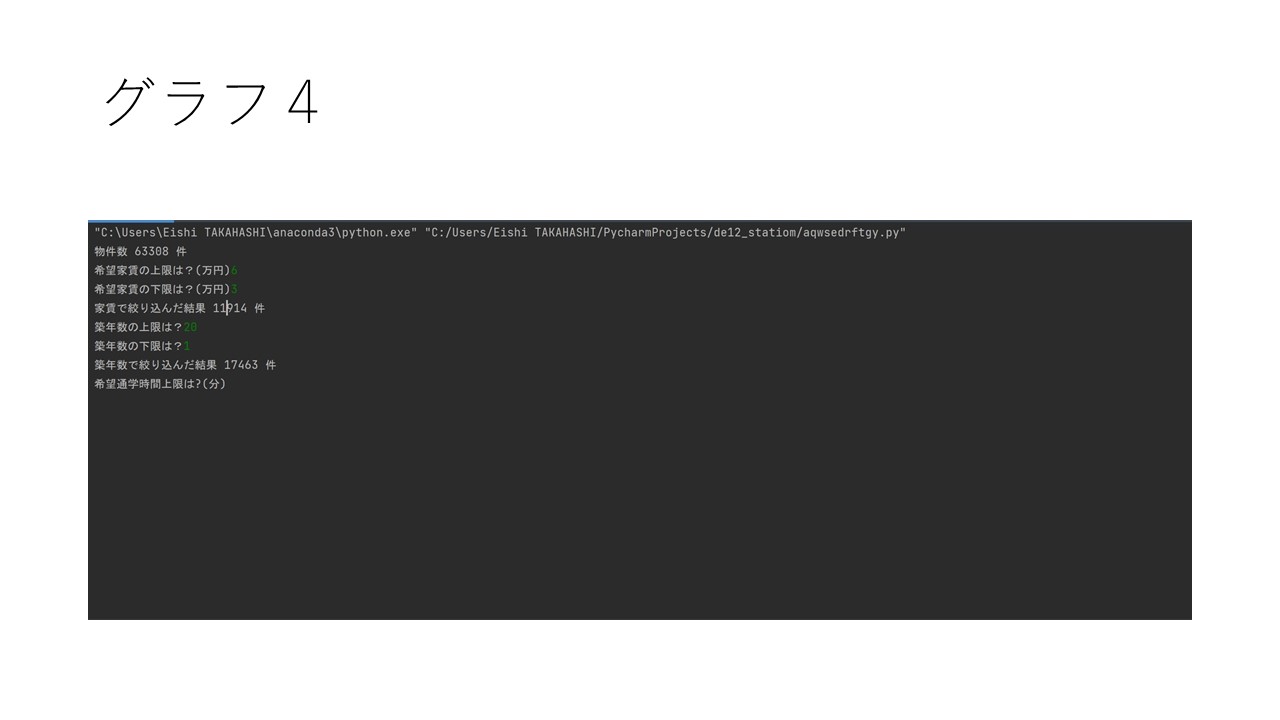 グラフ４
"C:\Users\Eishi TAKAHASHI\anaconda3\python.exe" "C:/Users/Eishi TAKAHASHI/PycharmProjects/de12_statiom/aqwsedrftgy.py"
物件数 63308 件
希望家賃の上限は？(万円)6
希望家賃の下限は？(万円)3
家賃で絞り込んだ結果 11914 件
築年数の上限は？20
築年数の下限は？1
築年数で絞り込んだ結果 17463 件
希望通学時間上限は?(分)